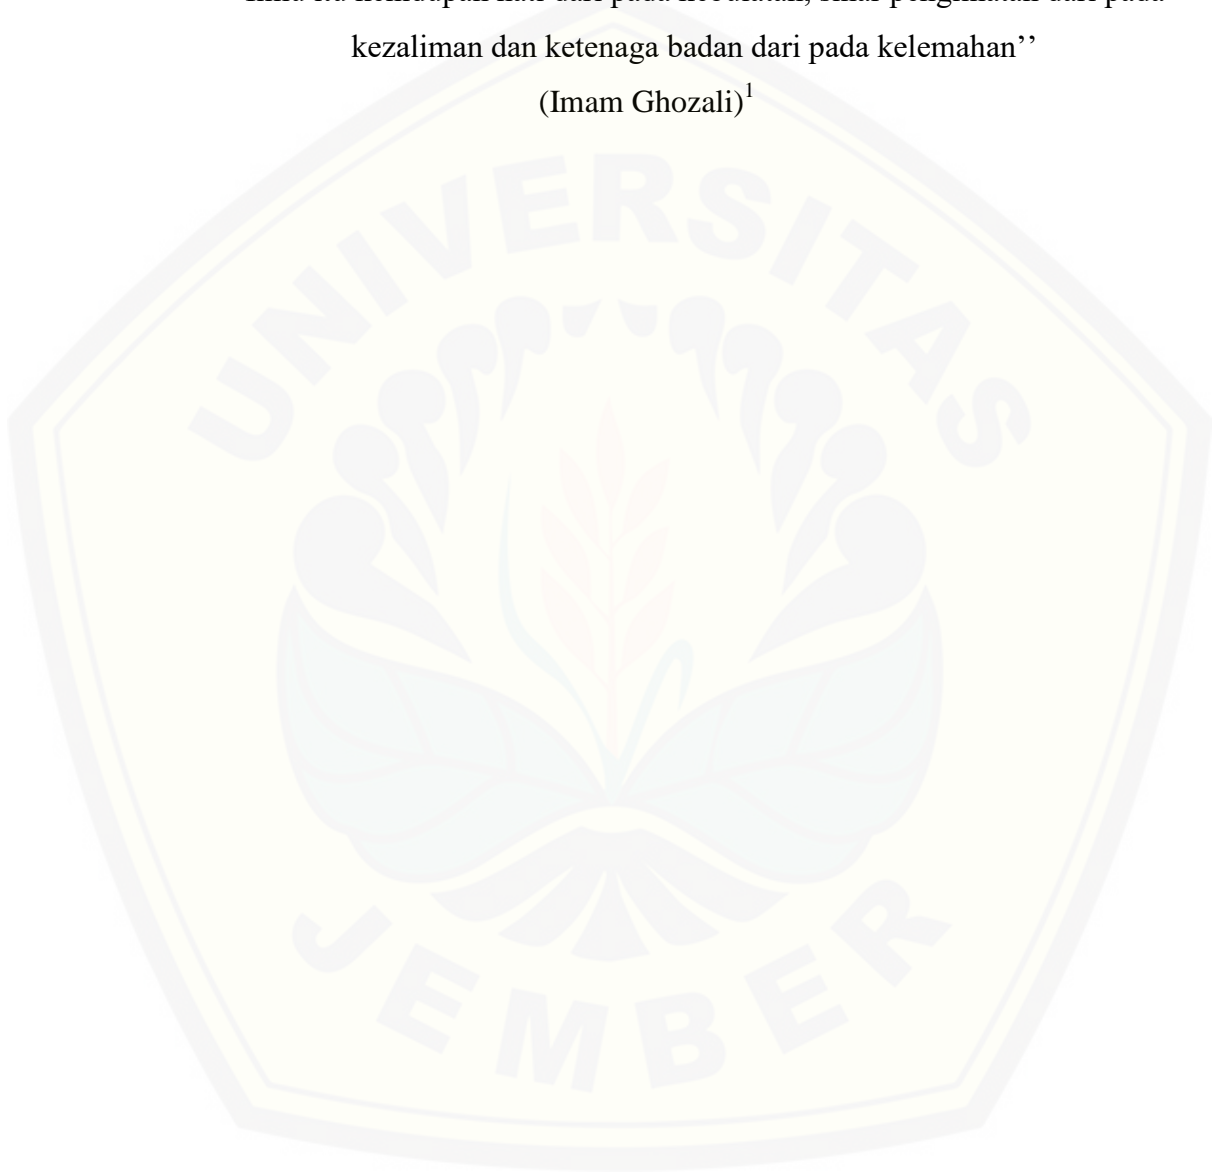 kezaliman dan ketenaga badan dari pada kelemahan’’
(Imam Ghozali)1
UNIVERSITAS
JEMBER